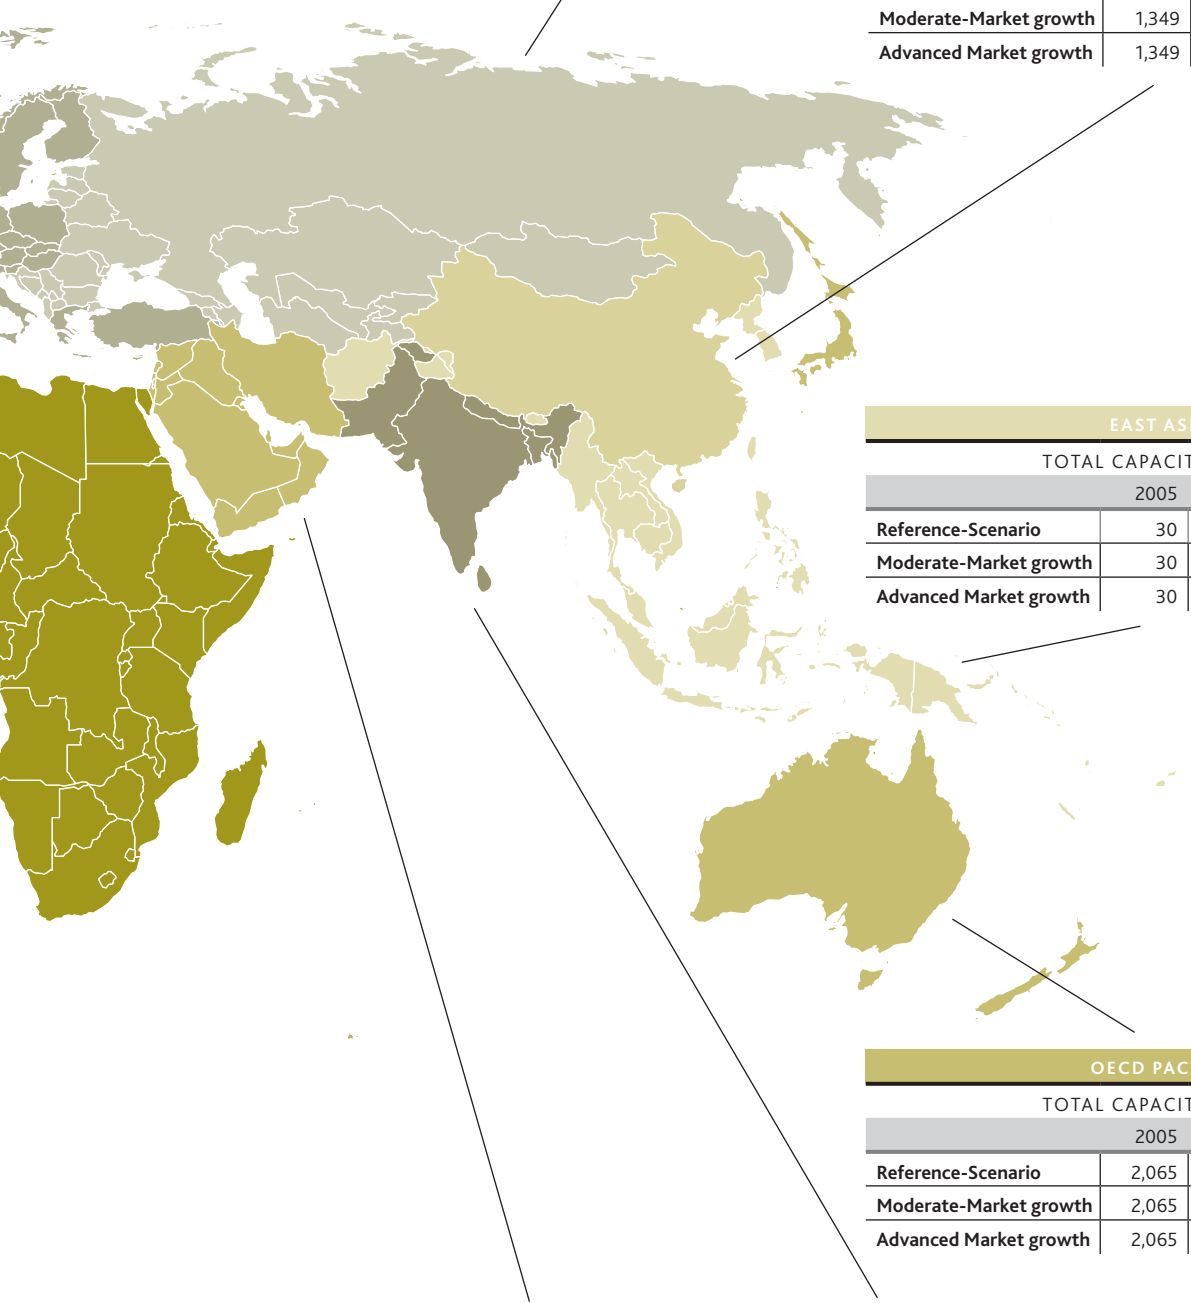 Moderate-Market growth 1,349
Advanced Market growth 1,349
EAST AS
TOTAL CAPACIT
2005
Reference-Scenario 30
Moderate-Market growth 30
Advanced Market growth 30
OECD PAC
TOTAL CAPACIT
2005
Reference-Scenario 2,065
Moderate-Market growth 2,065
Advanced Market growth 2,065